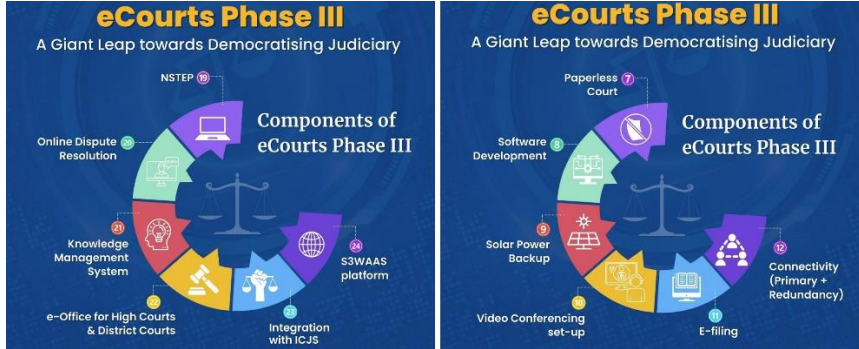 eCourts Phase III
A Giant Leap towards Democratising Judiciary
NSTEP 19
Components of
eCourts Phase III
Online Dispute
Resolution 20
21
Knowledge
Management
System
22
e-Office for High Courts
& District Courts
23
Integration
with ICJS
24
S3WAAS
platform
eCourts Phase III
A Giant Leap towards Democratising Judiciary
Paperless
Court 7
Components of
eCourts Phase III
Software
Development 8
9
Solar Power
Backup
10
Video Conferencing
set-up
11
E-filing
12
Connectivity
(Primary +
Redundancy)